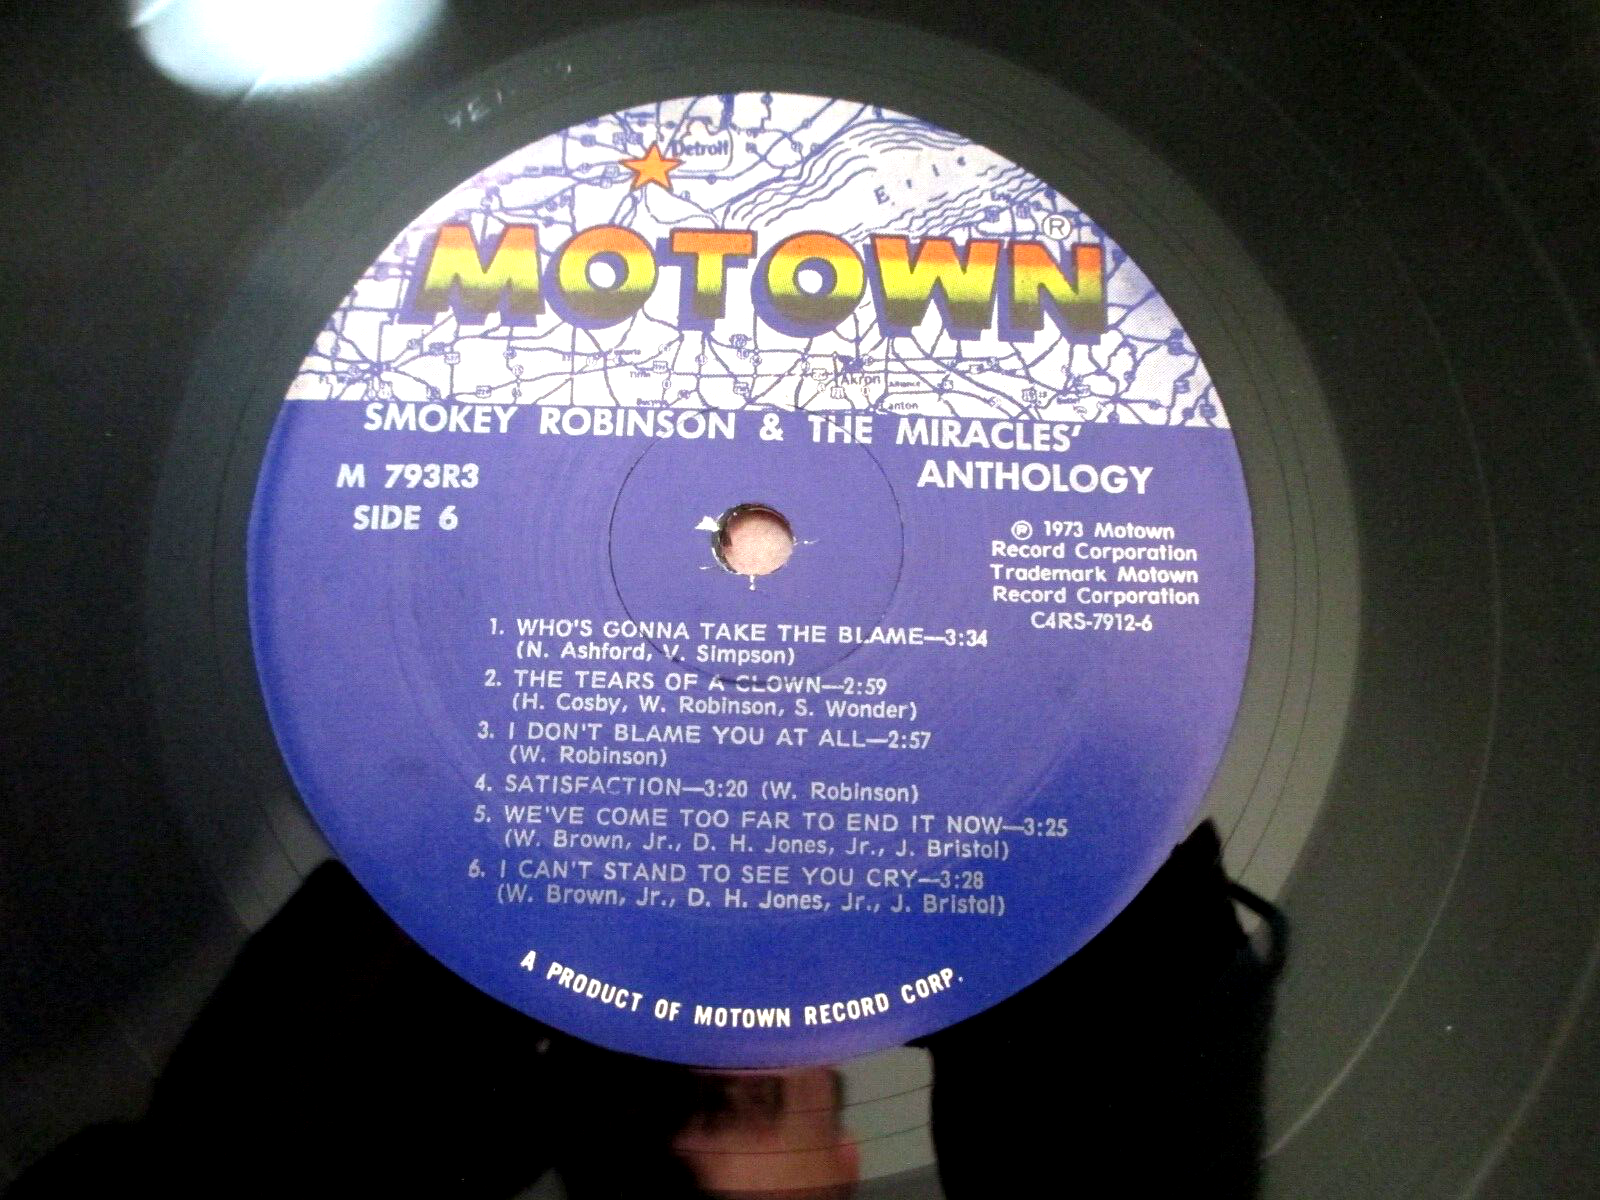 Detroit
Erie
MOTOWN®
Akron
Canton
SMOKEY ROBINSON & THE MIRACLES'
ANTHOLOGY
M 793R3
SIDE 6
℗ 1973 Motown
Record Corporation
Trademark Motown
Record Corporation
C4RS-7912-6
1. WHO'S GONNA TAKE THE BLAME—3:34
(N. Ashford, V. Simpson)
2. THE TEARS OF A CLOWN—2:59
(H. Cosby, W. Robinson, S. Wonder)
3. I DON'T BLAME YOU AT ALL—2:57
(W. Robinson)
4. SATISFACTION—3:20 (W. Robinson)
5. WE'VE COME TOO FAR TO END IT NOW—3:25
(W. Brown, Jr., D. H. Jones, Jr., J. Bristol)
6. I CAN'T STAND TO SEE YOU CRY—3:28
(W. Brown, Jr., D. H. Jones, Jr., J. Bristol)
A PRODUCT OF MOTOWN RECORD CORP.